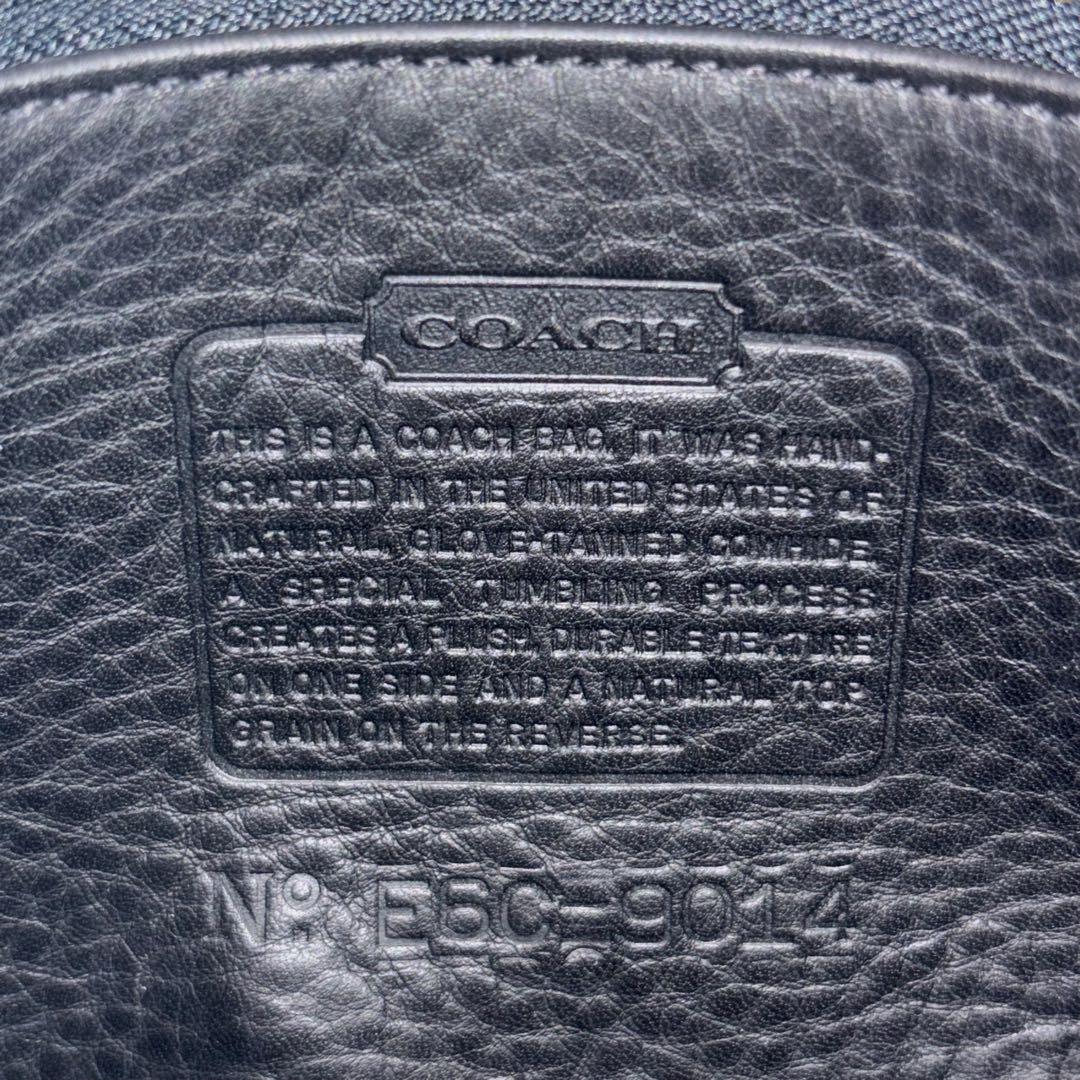 COACH
THIS IS A COACH BAG. IT WAS HAND-
CRAFTED IN THE UNITED STATES OF
NATURAL, GLOVE-TANNED COWHIDE.
A SPECIAL TUMBLING PROCESS
CREATES A PLUSH, DURABLE TEXTURE
ON ONE SIDE AND A NATURAL TOP
GRAIN ON THE REVERSE.
No. E6C-9014